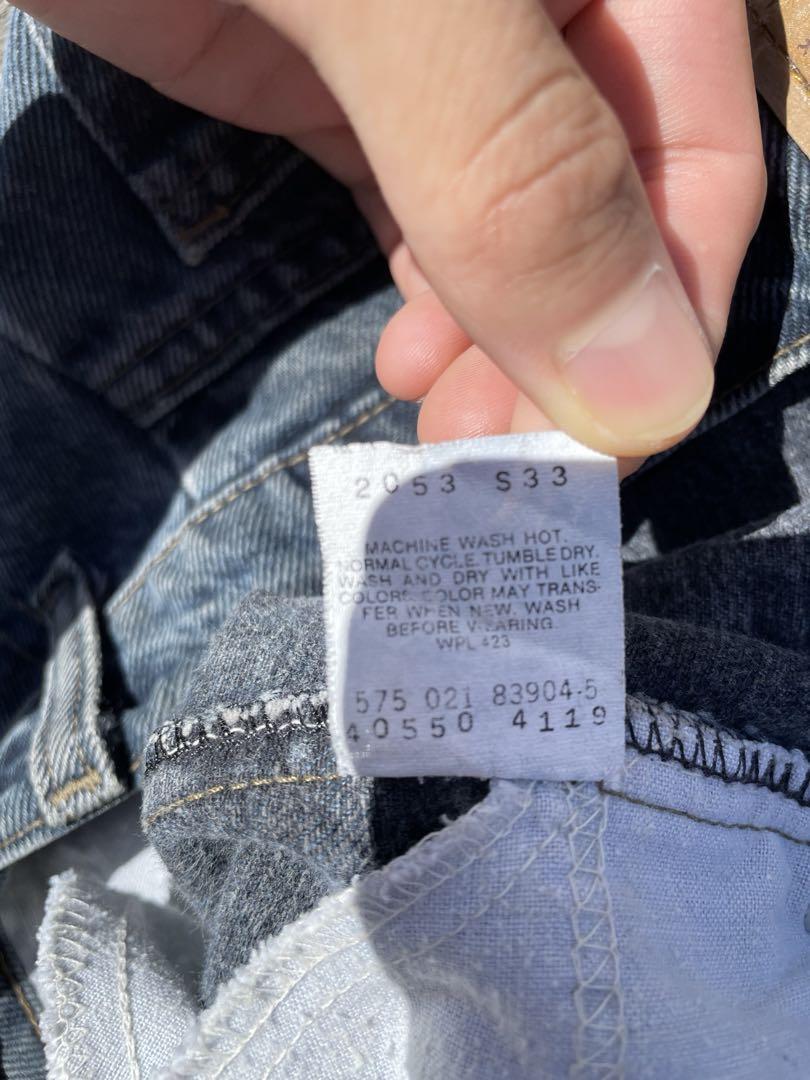 2053 S33
MACHINE WASH HOT.
NORMAL CYCLE. TUMBLE DRY.
WASH AND DRY WITH LIKE
COLORS. COLOR MAY TRANS-
FER WHEN NEW. WASH
BEFORE WEARING.
WPL 423
575 021 83904-5
40550 4119